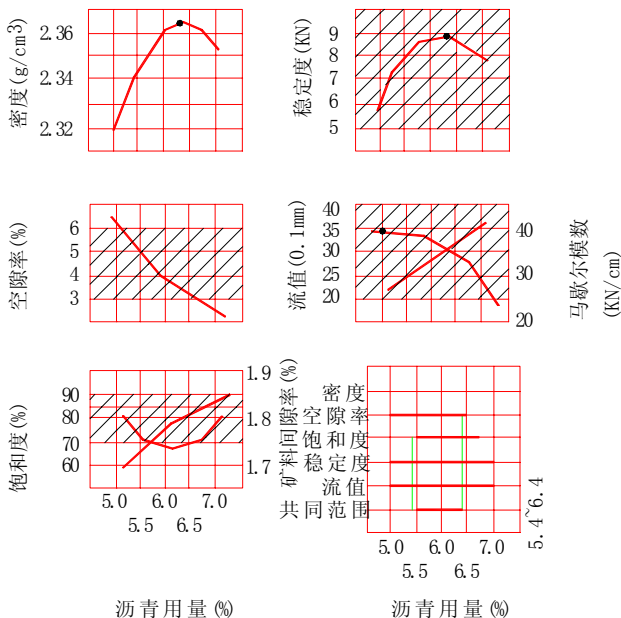 密度(g/cm³)
2.36
2.34
2.32
稳定度(KN)
9
8
7
6
5
空隙率(%)
6
5
4
3
流值(0.1mm)
40
35
30
25
20
40
30
20
马歇尔模数
(KN/cm)
饱和度(%)
90
80
70
60
1.9
1.8
1.7
矿料间隙率(%)
5.0 6.0 7.0
5.5 6.5
沥青用量(%)
密度
空隙率
饱和度
稳定度
流值
共同范围
5.4~6.4
5.0 6.0 7.0
5.5 6.5
沥青用量(%)